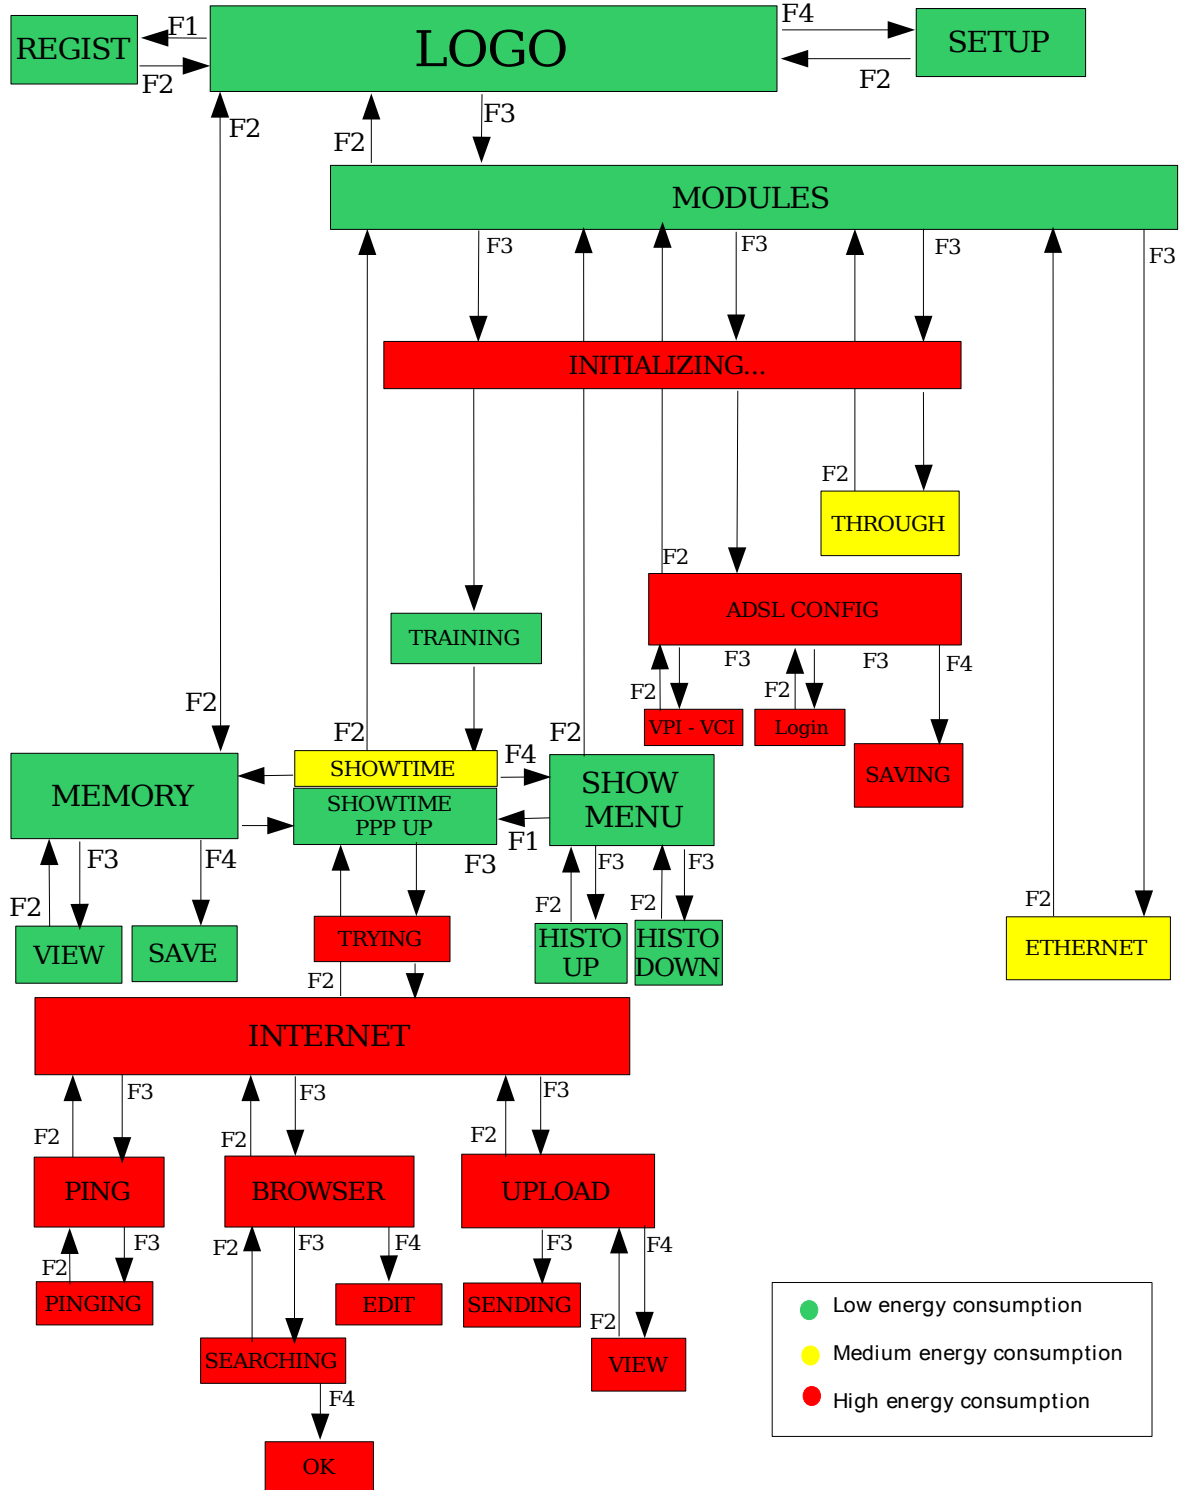 REGIST
F1
F2
LOGO
F4
F2
SETUP
F2
F2
F3
MODULES
F3
F3
F3
F3
INITIALIZING...
F2
THROUGH
F2
ADSL CONFIG
TRAINING
F3
F3
F4
F2
F2
VPI - VCI
Login
SAVING
F2
F2
F2
MEMORY
SHOWTIME
F4
SHOWTIME
PPP UP
SHOW
MENU
F1
F3
F3
F4
F3
F3
F2
F2
F2
F2
VIEW
SAVE
TRYING
HISTO
UP
HISTO
DOWN
ETHERNET
F2
INTERNET
F3
F3
F3
F2
F2
F2
PING
BROWSER
UPLOAD
F3
F2
F2
F3
F4
F3
F4
PINGING
EDIT
SENDING
F2
SEARCHING
VIEW
F4
OK
Low energy consumption
Medium energy consumption
High energy consumption